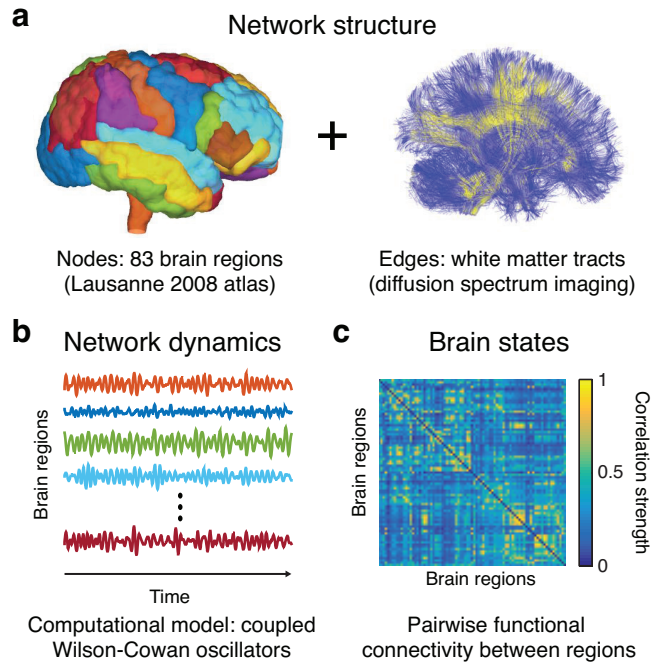 a
Network structure
+
Nodes: 83 brain regions
(Lausanne 2008 atlas)
Edges: white matter tracts
(diffusion spectrum imaging)
b
Network dynamics
Brain regions
Time
Computational model: coupled
Wilson-Cowan oscillators
c
Brain states
Brain regions
Brain regions
1
0.5
0
Correlation strength
Pairwise functional
connectivity between regions